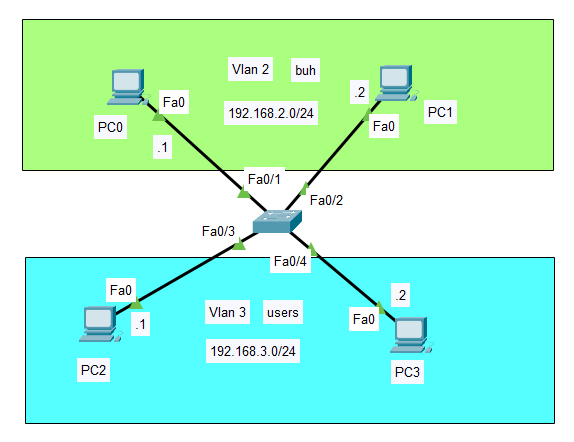 Vlan 2 buh
.2
Fa0
PC0
192.168.2.0/24
PC1
Fa0
.1
Fa0/1
Fa0/2
Fa0/3
Fa0/4
Fa0
.2
Vlan 3 users
.1
Fa0
192.168.3.0/24
PC2
PC3